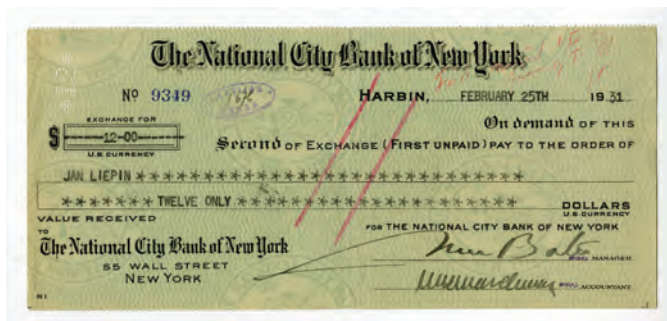 The National City Bank of New York
Nº 9349
HARBIN, FEBRUARY 25TH 1931
EXCHANGE FOR
$ 12-00
U.S. CURRENCY
On demand OF THIS
Second OF EXCHANGE (FIRST UNPAID) PAY TO THE ORDER OF
JAN LIEPIN ************************************
******* TWELVE ONLY ********************** DOLLARS
U.S. CURRENCY
VALUE RECEIVED
FOR THE NATIONAL CITY BANK OF NEW YORK
TO
The National City Bank of New York
55 WALL STREET
NEW YORK
MANAGER
ACCOUNTANT